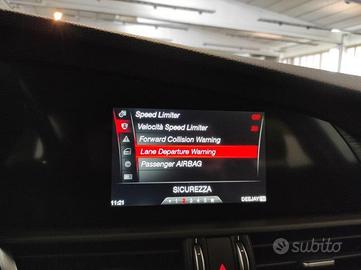 Speed Limiter
Velocità Speed Limiter
Forward Collision Warning
Lane Departure Warning
Passenger AIRBAG
SICUREZZA
11:21
DEEJAY
subito